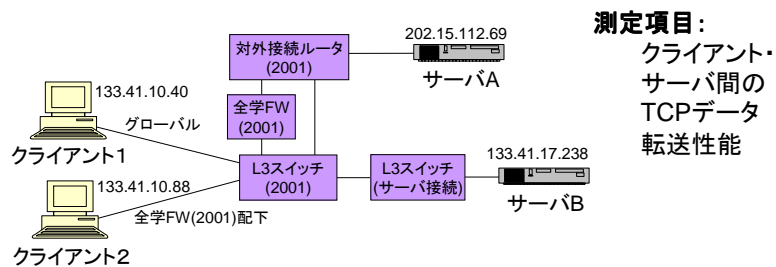 測定項目:
クライアント・
サーバ間の
TCPデータ
転送性能
202.15.112.69
対外接続ルータ
(2001)
サーバA
133.41.10.40
全学FW
(2001)
グローバル
クライアント1
133.41.17.238
L3スイッチ
(2001)
L3スイッチ
(サーバ接続)
133.41.10.88
サーバB
全学FW(2001)配下
クライアント2